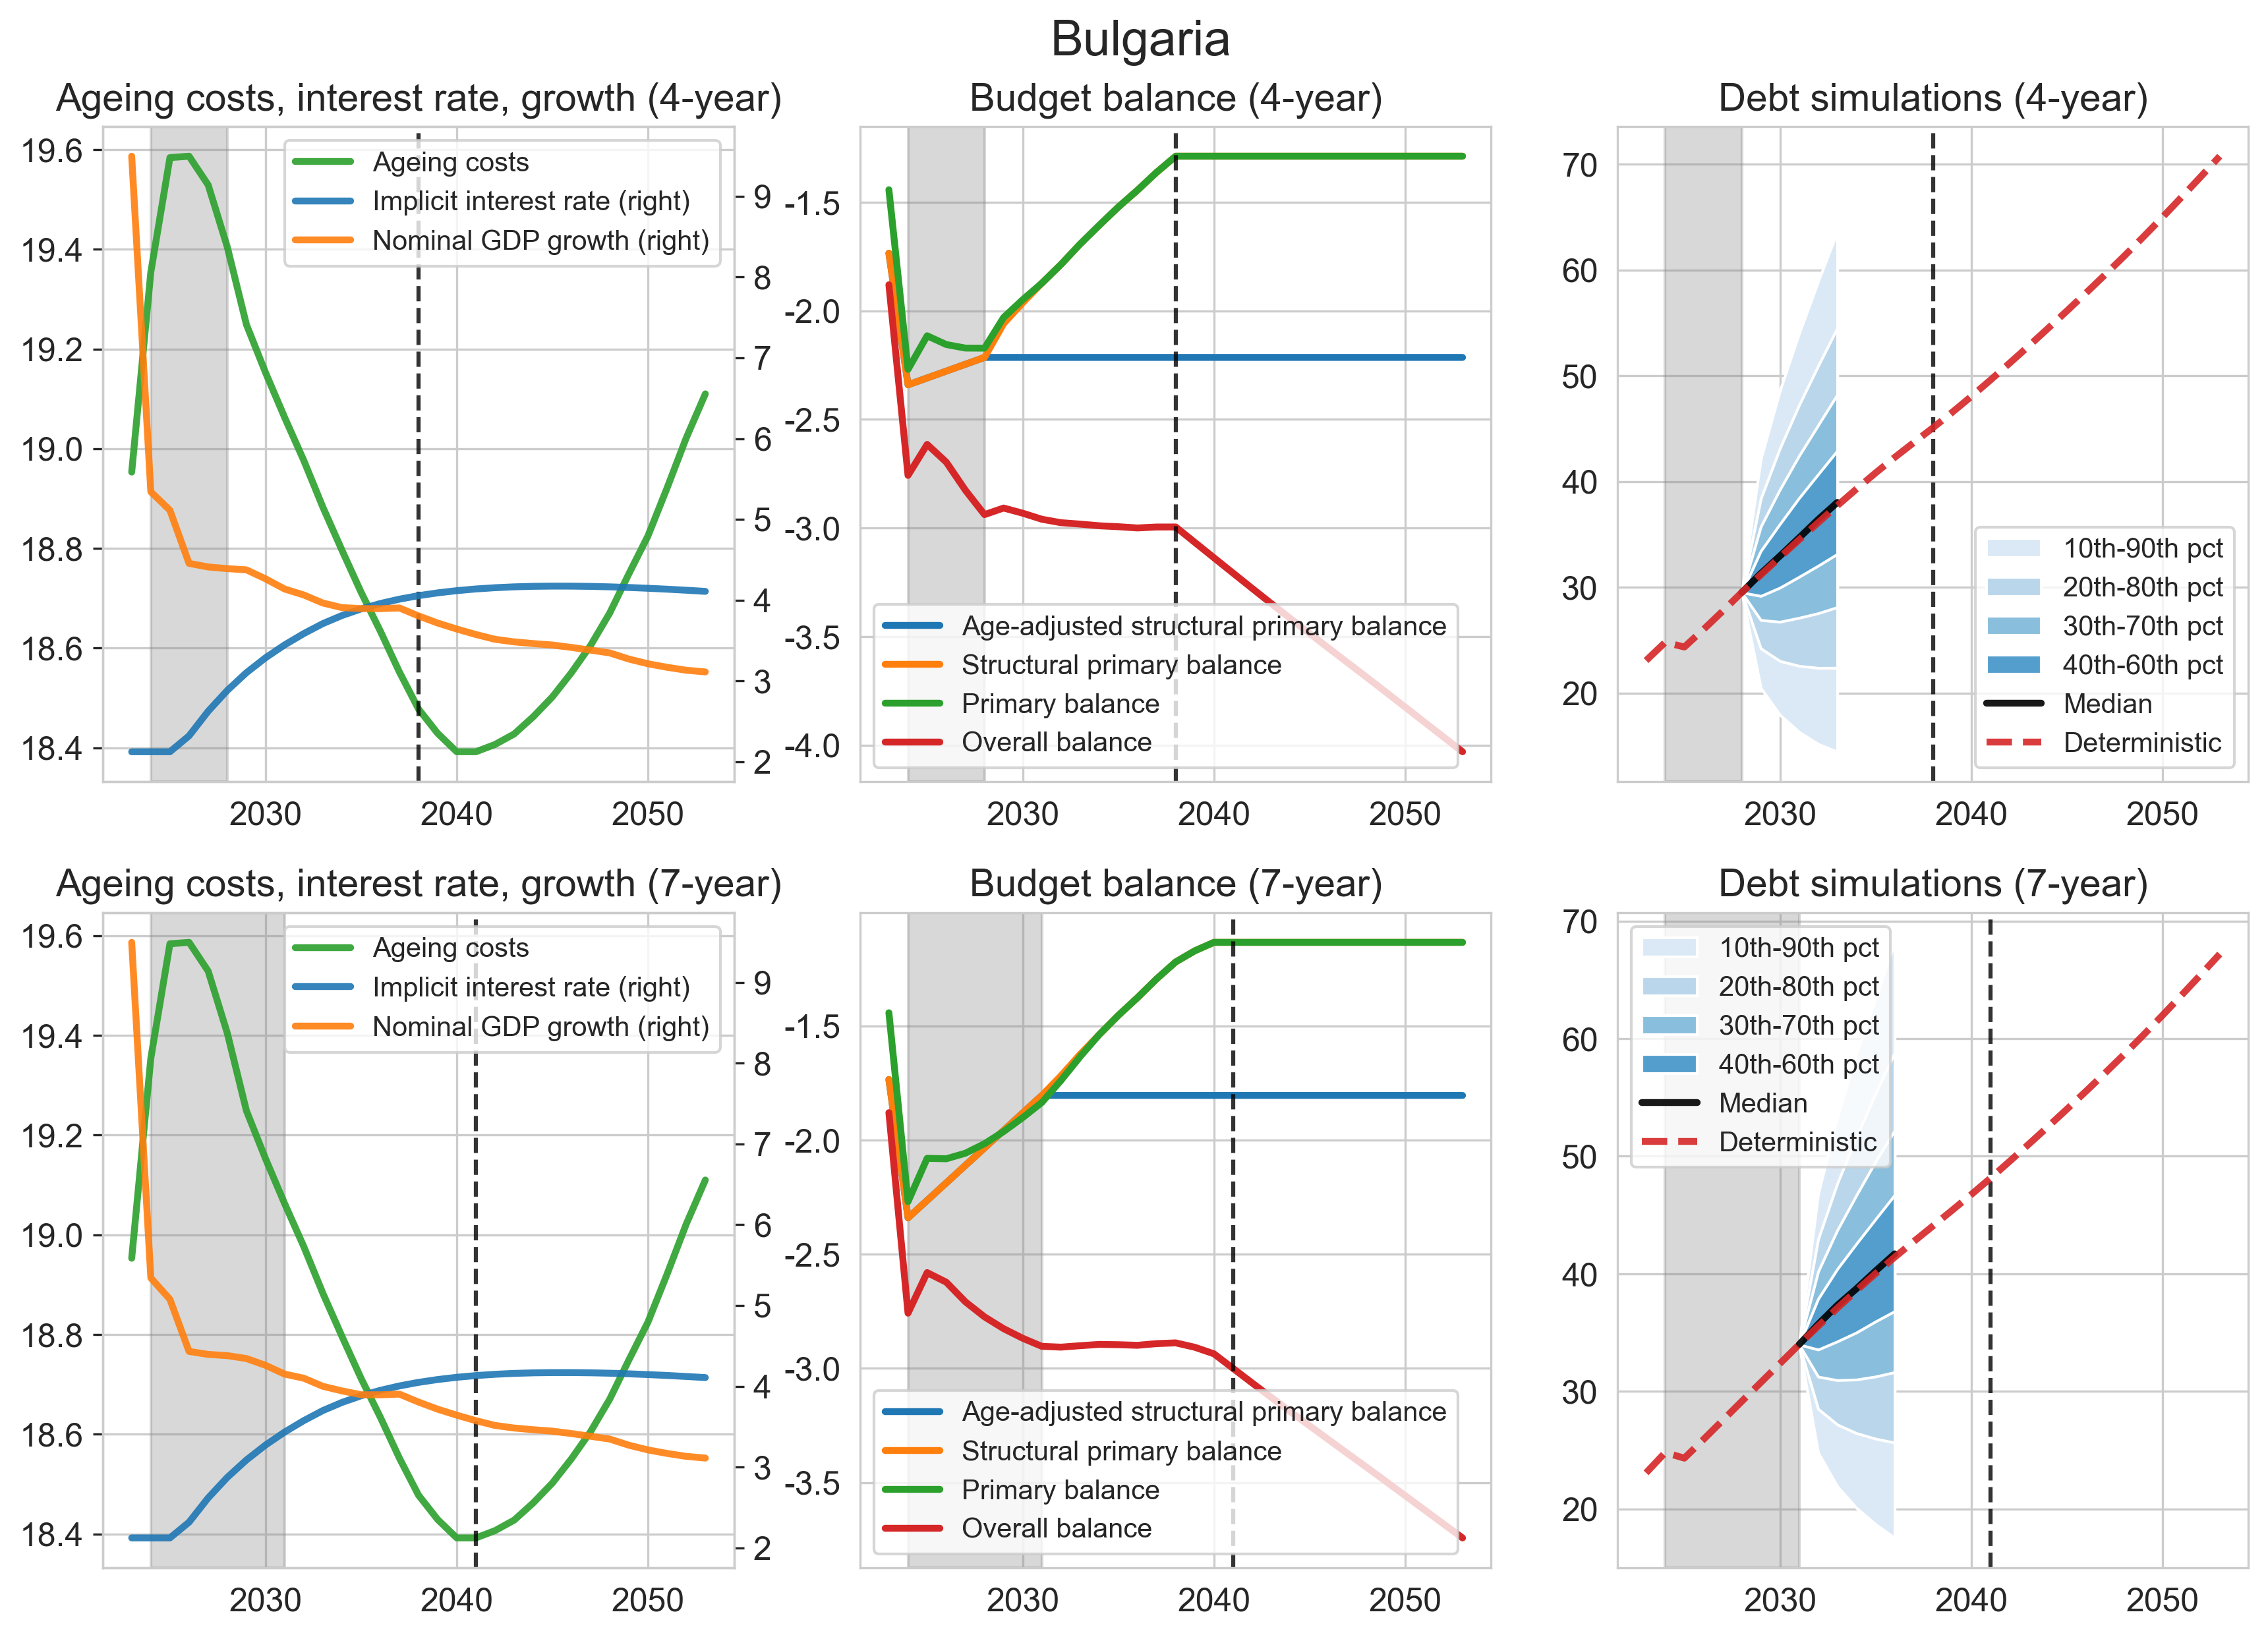 Bulgaria
Ageing costs, interest rate, growth (4-year)
19.6
19.4
19.2
19.0
18.8
18.6
18.4
9
8
7
6
5
4
3
2
2030
2040
2050
Ageing costs
Implicit interest rate (right)
Nominal GDP growth (right)
Budget balance (4-year)
-1.5
-2.0
-2.5
-3.0
-3.5
-4.0
2030
2040
2050
Age-adjusted structural primary balance
Structural primary balance
Primary balance
Overall balance
Debt simulations (4-year)
70
60
50
40
30
20
2030
2040
2050
10th-90th pct
20th-80th pct
30th-70th pct
40th-60th pct
Median
Deterministic
Ageing costs, interest rate, growth (7-year)
19.6
19.4
19.2
19.0
18.8
18.6
18.4
9
8
7
6
5
4
3
2
2030
2040
2050
Ageing costs
Implicit interest rate (right)
Nominal GDP growth (right)
Budget balance (7-year)
-1.5
-2.0
-2.5
-3.0
-3.5
2030
2040
2050
Age-adjusted structural primary balance
Structural primary balance
Primary balance
Overall balance
Debt simulations (7-year)
70
60
50
40
30
20
2030
2040
2050
10th-90th pct
20th-80th pct
30th-70th pct
40th-60th pct
Median
Deterministic